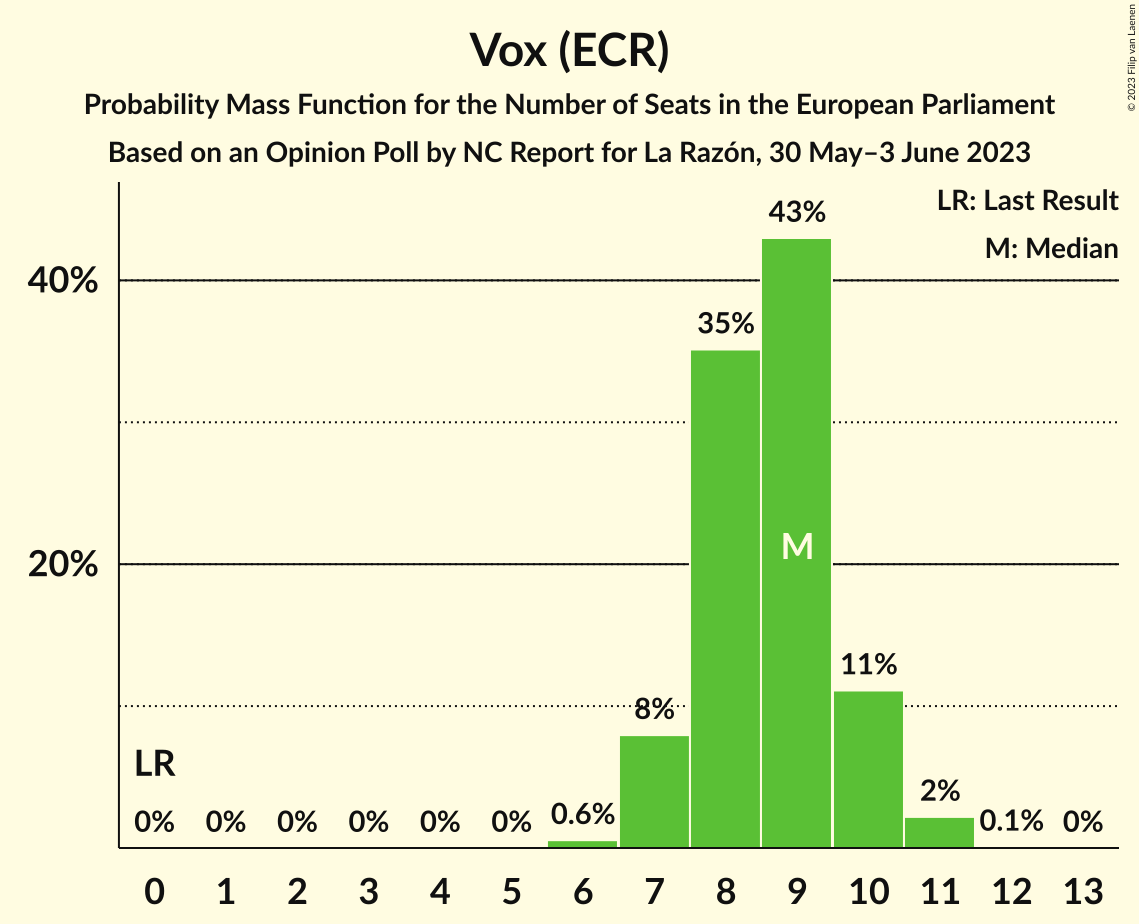 Vox (ECR)
Probability Mass Function for the Number of Seats in the European Parliament
Based on an Opinion Poll by NC Report for La Razón, 30 May–3 June 2023
© 2023 Filip van Laenen
LR: Last Result
M: Median
43%
40%
35%
M
20%
11%
8%
LR
2%
0% 0% 0% 0% 0% 0% 0.6% 0.1% 0%
0 1 2 3 4 5 6 7 8 9 10 11 12 13